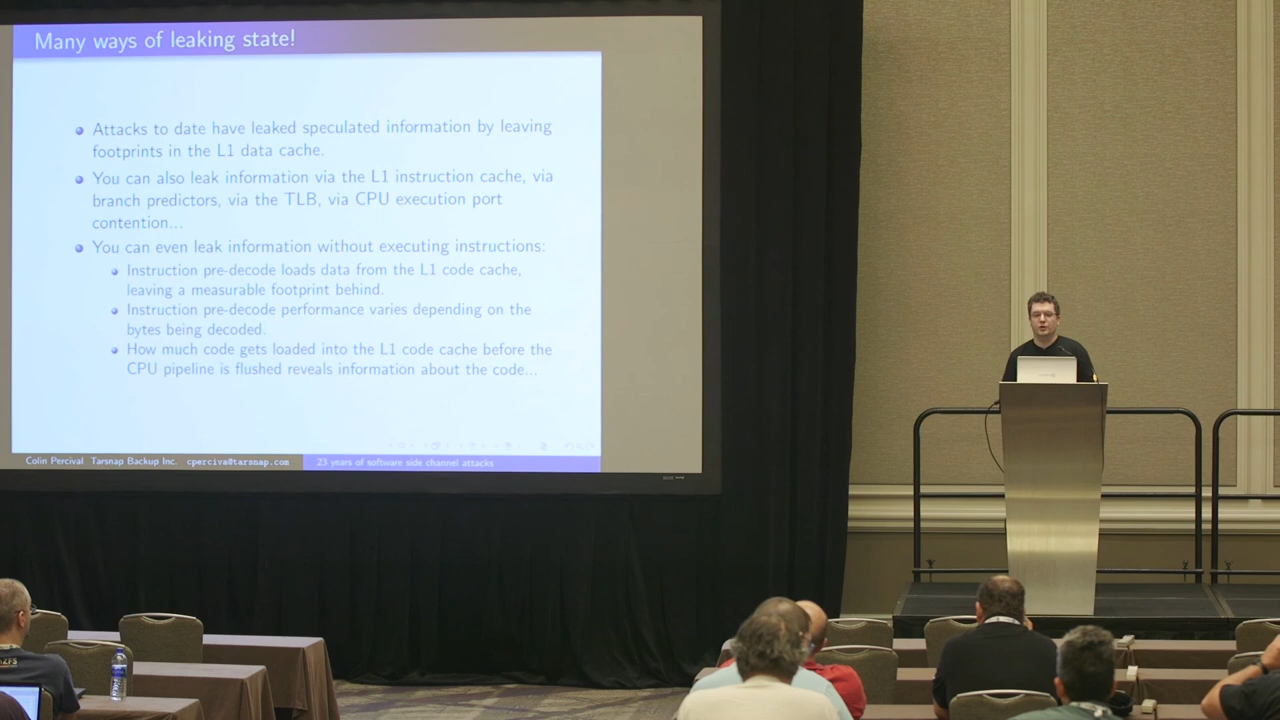 Many ways of leaking state!
Attacks to date have leaked speculated information by leaving
footprints in the L1 data cache.
You can also leak information via the L1 instruction cache, via
branch predictors, via the TLB, via CPU execution port
contention...
You can even leak information without executing instructions:
Instruction pre-decode loads data from the L1 code cache,
leaving a measurable footprint behind.
Instruction pre-decode performance varies depending on the
bytes being decoded.
How much code gets loaded into the L1 code cache before the
CPU pipeline is flushed reveals information about the code...
Colin Percival Tarsnap Backup Inc. cperciva@tarsnap.com
23 years of software side channel attacks